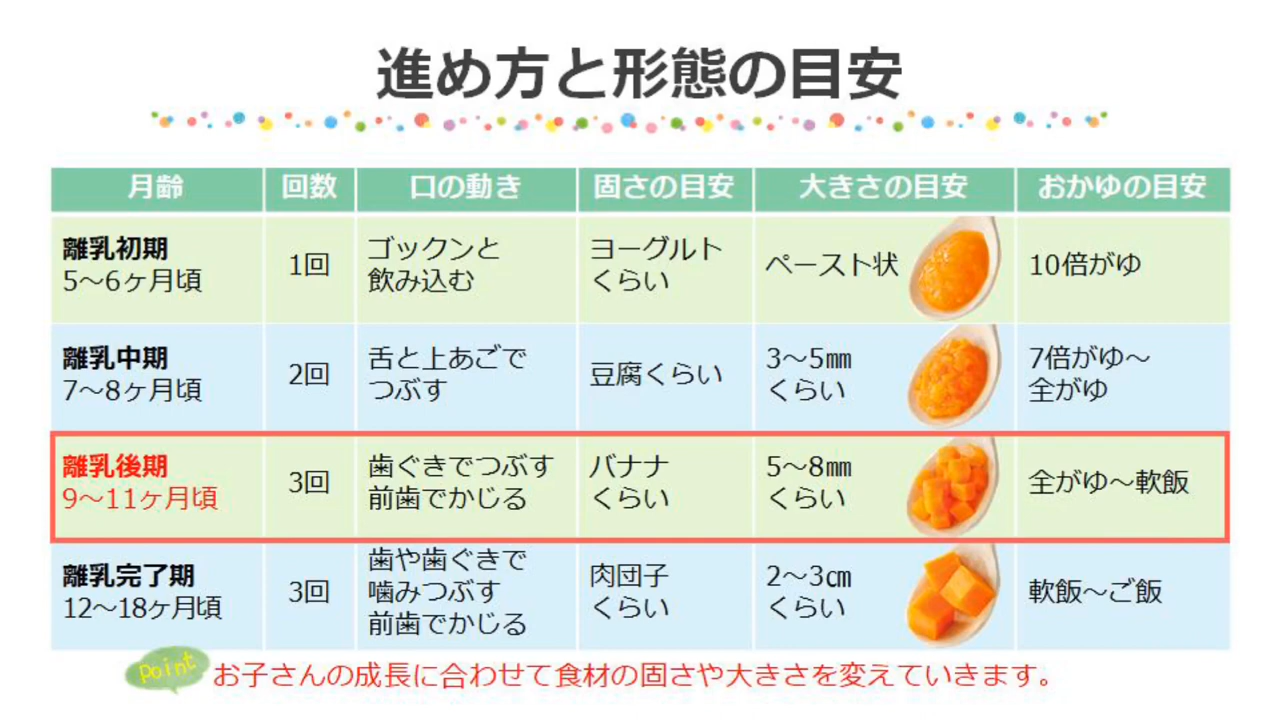 進め方と形態の目安
月齢 回数 口の動き 固さの目安 大きさの目安 おかゆの目安
離乳初期
5〜6ヶ月頃
1回
ゴックンと
飲み込む
ヨーグルト
くらい
ペースト状
10倍がゆ
離乳中期
7〜8ヶ月頃
2回
舌と上あごで
つぶす
豆腐くらい
3〜5㎜
くらい
7倍がゆ〜
全がゆ
離乳後期
9〜11ヶ月頃
3回
歯ぐきでつぶす
前歯でかじる
バナナ
くらい
5〜8㎜
くらい
全がゆ〜軟飯
離乳完了期
12〜18ヶ月頃
3回
歯や歯ぐきで
噛みつぶす
前歯でかじる
肉団子
くらい
2〜3㎝
くらい
軟飯〜ご飯
Point
お子さんの成長に合わせて食材の固さや大きさを変えていきます。